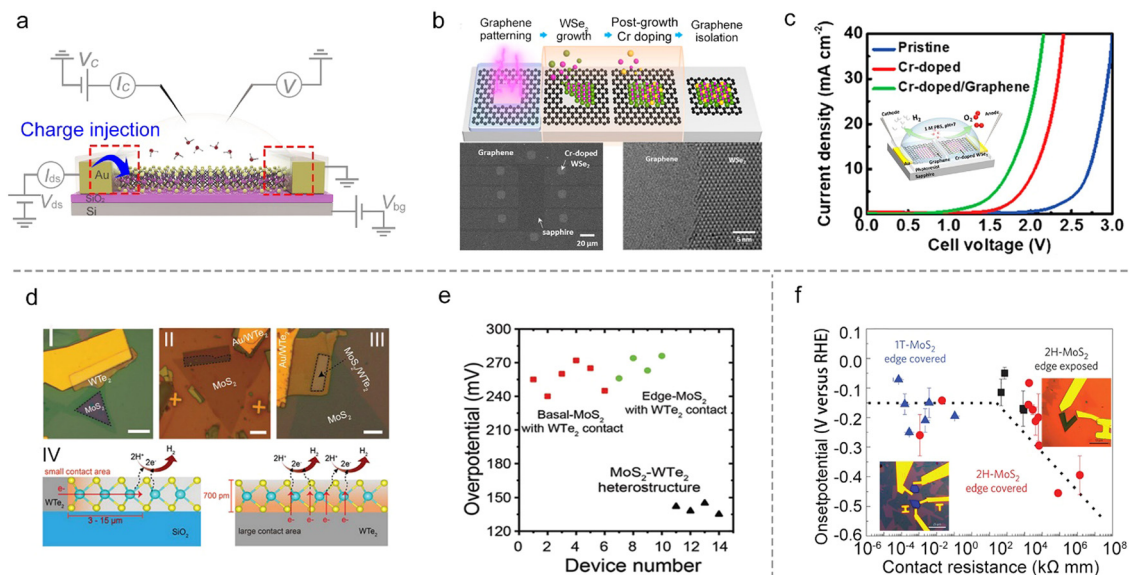 a
V_C
I_C
V
Charge injection
I_ds
Au
V_ds
SiO₂
Si
V_bg
b
Graphene patterning
WSe₂ growth
Post-growth Cr doping
Graphene isolation
Graphene
Cr-doped WSe₂
sapphire
20 μm
Graphene
WSe₂
5 nm
c
Current density (mA cm⁻²)
40
30
20
10
0
Pristine
Cr-doped
Cr-doped/Graphene
Cathode
H₂
1 M PBS, pH=7
O₂
Anode
Au
Graphene
Cr-doped WSe₂
Photoresist
Sapphire
0.0 0.5 1.0 1.5 2.0 2.5 3.0
Cell voltage (V)
d
I
WTe₂
MoS₂
II
Au/WTe₂
MoS₂
III
Au/WTe₂
MoS₂/WTe₂
MoS₂
IV
small contact area
2H⁺
2e⁻
H₂
e⁻
WTe₂
3 - 15 μm
SiO₂
700 pm
2H⁺
2e⁻
2H⁺
2e⁻
H₂
e⁻ e⁻ e⁻ e⁻
large contact area
e
Overpotential (mV)
330
300
270
240
210
180
150
120
Basal-MoS₂
with WTe₂ contact
Edge-MoS₂
with WTe₂ contact
MoS₂-WTe₂
heterostructure
0 2 4 6 8 10 12 14
Device number
f
Onsetpotential (V versus RHE)
0.1
0.0
-0.1
-0.2
-0.3
-0.4
-0.5
-0.6
1T-MoS₂
edge covered
2H-MoS₂
edge exposed
2H-MoS₂
edge covered
10⁻⁶ 10⁻⁴ 10⁻² 10⁰ 10² 10⁴ 10⁶ 10⁸
Contact resistance (kΩ mm)